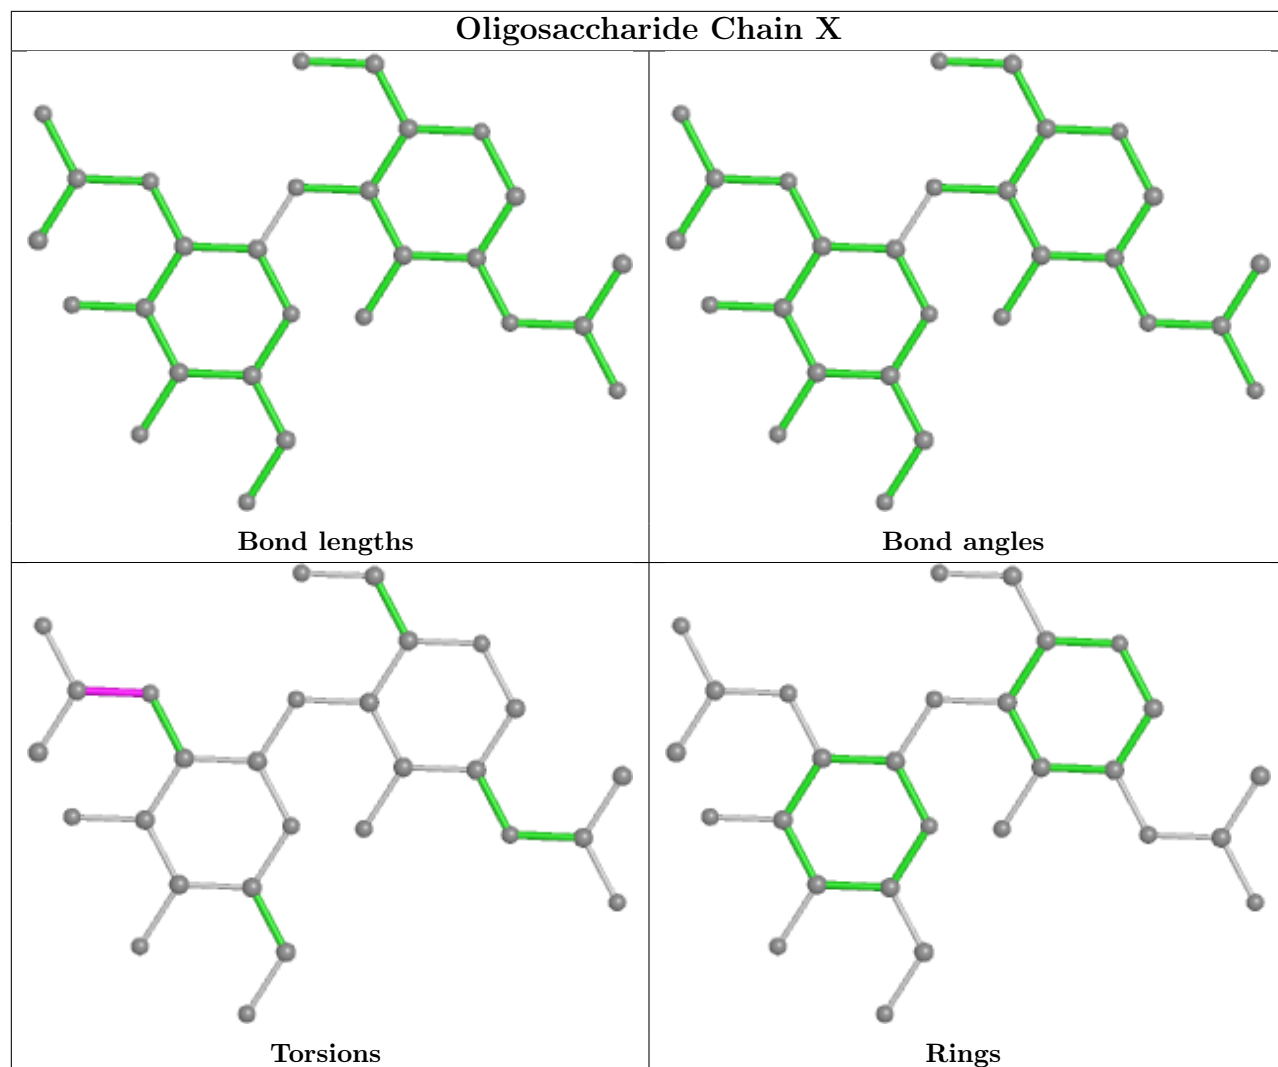 Oligosaccharide Chain X
Bond lengths
Bond angles
Torsions
Rings